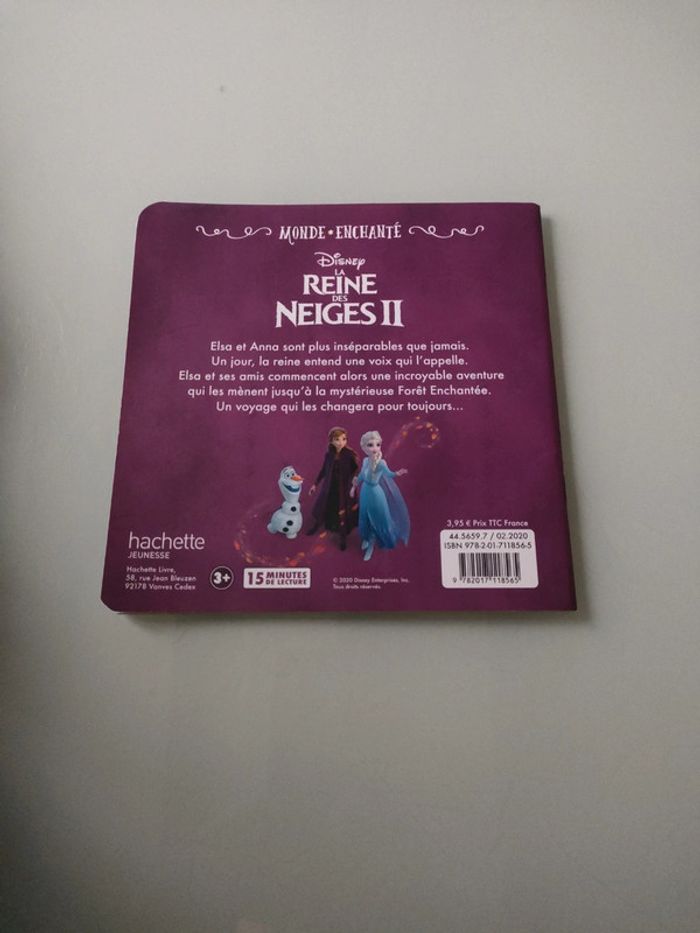 MONDE • ENCHANTÉ
Disney
LA
REINE
DES
NEIGES II
Elsa et Anna sont plus inséparables que jamais.
Un jour, la reine entend une voix qui l'appelle.
Elsa et ses amis commencent alors une incroyable aventure
qui les mènent jusqu'à la mystérieuse Forêt Enchantée.
Un voyage qui les changera pour toujours...
hachette
JEUNESSE
Hachette Livre,
58, rue Jean Bleuzen
92178 Vanves Cedex
3+
15 MINUTES
DE LECTURE
© 2020 Disney Enterprises, Inc.
Tous droits réservés.
3,95 € Prix TTC France
44.5659.7 / 02.2020
ISBN 978-2-01-711856-5
9 782017 118565